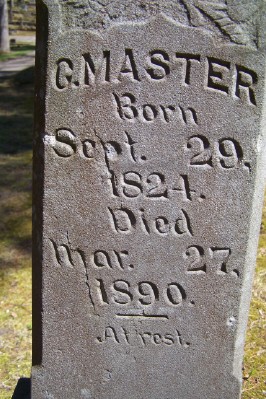 G. MASTER
Born
Sept. 29,
1824.
Died
Mar. 27,
1890.
At rest.